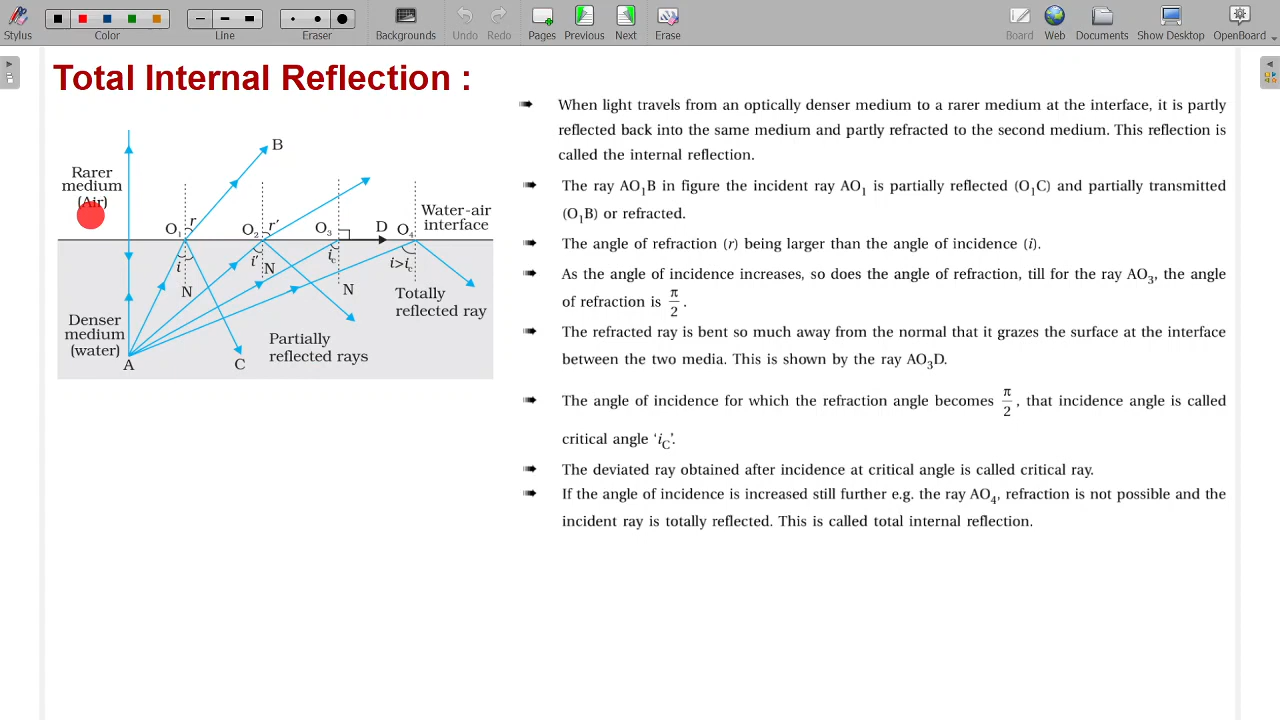 Stylus
Color
Line
Eraser
Backgrounds
Undo
Redo
Pages
Previous
Next
Erase
Board
Web
Documents
Show Desktop
OpenBoard
Total Internal Reflection :
Rarer
medium
(Air)
B
O₁
r
O₂
r′
O₃
D
O₄
Water-air
interface
i
N
i′
N
i꜀
N
i>i꜀
Totally
reflected ray
Denser
medium
(water)
A
C
Partially
reflected rays
➠ When light travels from an optically denser medium to a rarer medium at the interface, it is partly
reflected back into the same medium and partly refracted to the second medium. This reflection is
called the internal reflection.
➠ The ray AO₁B in figure the incident ray AO₁ is partially reflected (O₁C) and partially transmitted
(O₁B) or refracted.
➠ The angle of refraction (r) being larger than the angle of incidence (i).
➠ As the angle of incidence increases, so does the angle of refraction, till for the ray AO₃, the angle
of refraction is π/2.
➠ The refracted ray is bent so much away from the normal that it grazes the surface at the interface
between the two media. This is shown by the ray AO₃D.
➠ The angle of incidence for which the refraction angle becomes π/2, that incidence angle is called
critical angle ‘i_C’.
➠ The deviated ray obtained after incidence at critical angle is called critical ray.
➠ If the angle of incidence is increased still further e.g. the ray AO₄, refraction is not possible and the
incident ray is totally reflected. This is called total internal reflection.